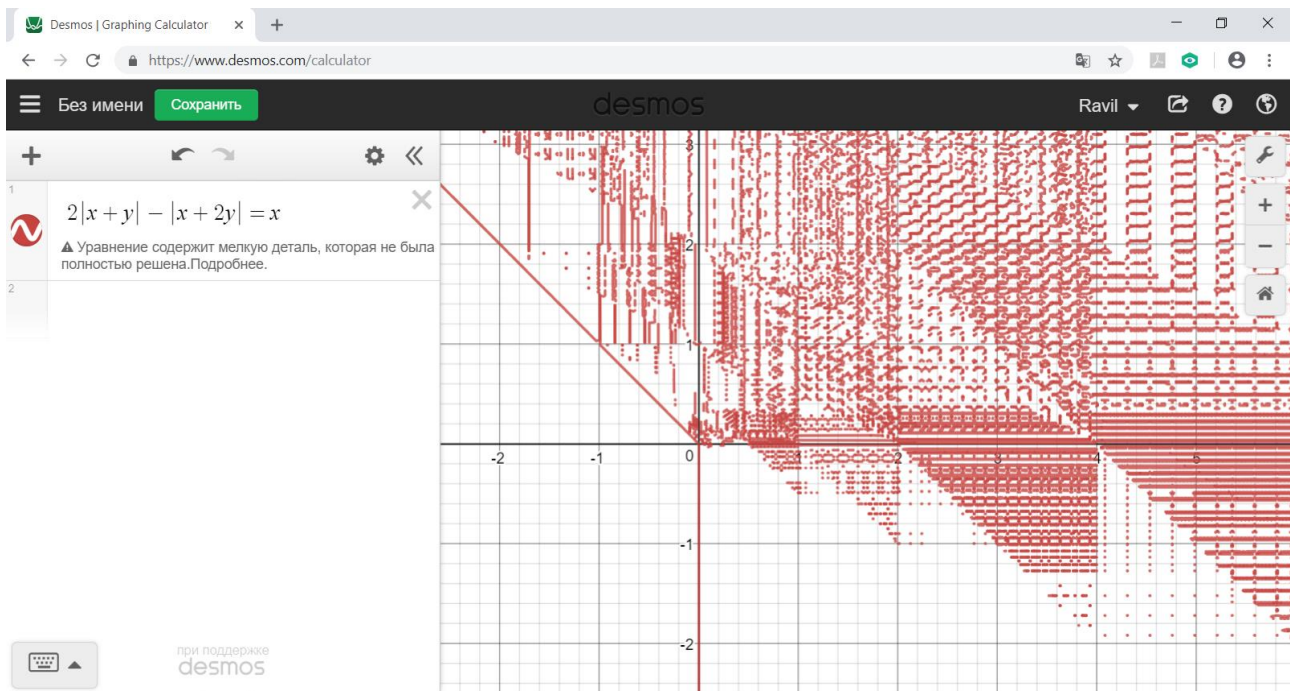 Desmos | Graphing Calculator
https://www.desmos.com/calculator
Без имени Сохранить desmos Ravil
1
2|x + y| − |x + 2y| = x
Уравнение содержит мелкую деталь, которая не была
полностью решена.Подробнее.
2
3
2
1
-2 -1 0 1 2 3 4 5
-1
-2
при поддержке
desmos